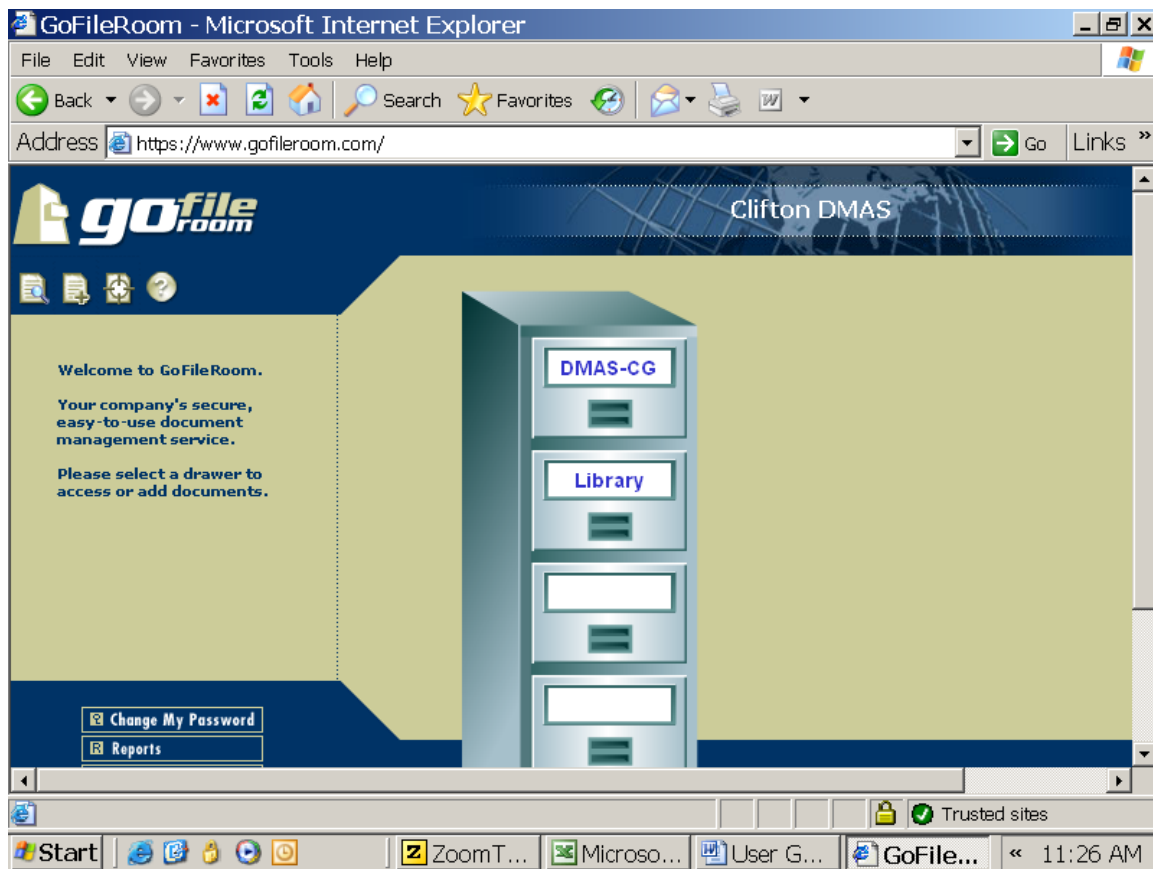 GoFileRoom - Microsoft Internet Explorer
File Edit View Favorites Tools Help
Back Search Favorites
Address https://www.gofileroom.com/ Go Links »
gofileroom
Clifton DMAS
Welcome to GoFileRoom.
Your company's secure,
easy-to-use document
management service.
Please select a drawer to
access or add documents.
DMAS-CG
Library
Change My Password
R Reports
Trusted sites
Start Z ZoomT... Microso... User G... GoFile... « 11:26 AM